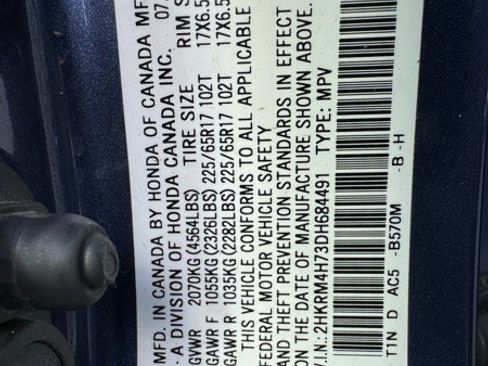 MFD. IN CANADA BY HONDA OF CANADA MFG
A DIVISION OF HONDA CANADA INC. 07
GVWR 2070KG (4564LBS) TIRE SIZE RIM S
GAWR F 1055KG (2326LBS) 225/65R17 102T 17X6.5
GAWR R 1035KG (2282LBS) 225/65R17 102T 17X6.5
THIS VEHICLE CONFORMS TO ALL APPLICABLE
FEDERAL MOTOR VEHICLE SAFETY
AND THEFT PREVENTION STANDARDS IN EFFECT
ON THE DATE OF MANUFACTURE SHOWN ABOVE.
V.I.N.: 2HKRM4H73DH684491 TYPE: MPV
T1N D AC5 -B570M -B -H